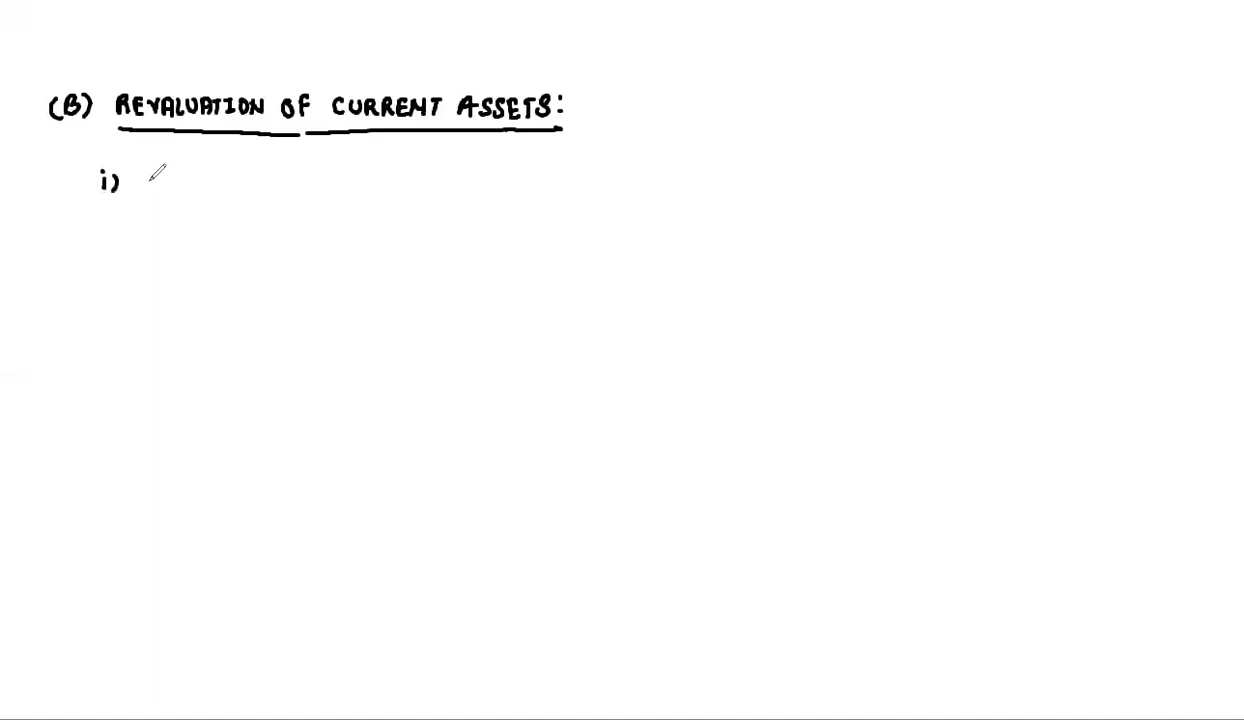 (B) REVALUATION OF CURRENT ASSETS:
i)